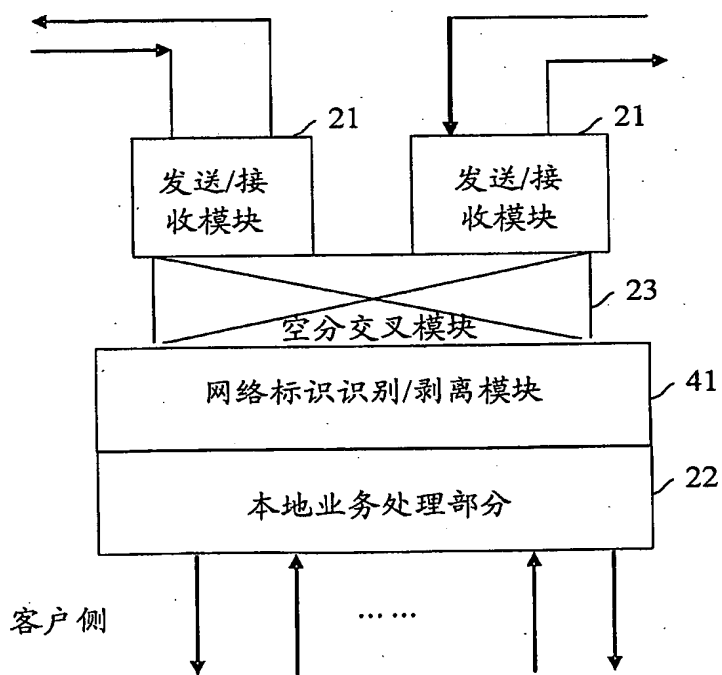 21
21
发送/接
收模块
发送/接
收模块
23
空分交叉模块
网络标识识别/剥离模块
41
本地业务处理部分
22
客户侧
……